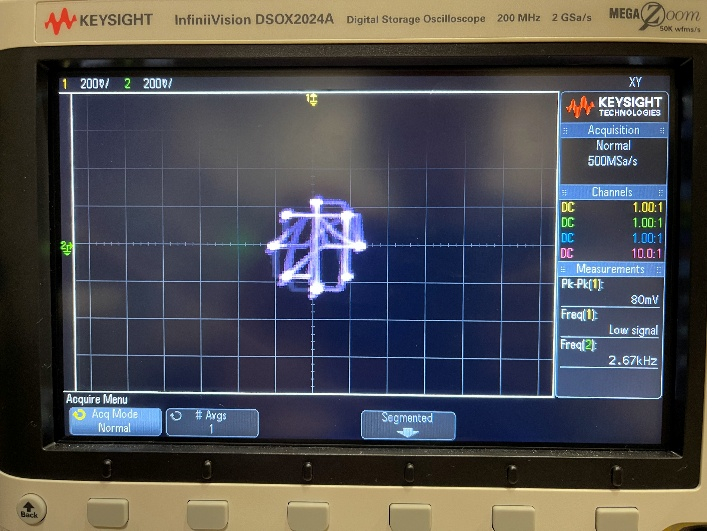 KEYSIGHT InfiniiVision DSOX2024A Digital Storage Oscilloscope 200 MHz 2 GSa/s MEGA Zoom
50K wfms/s
1 200V/ 2 200V/ XY
KEYSIGHT
TECHNOLOGIES
Acquisition
Normal
500MSa/s
Channels
DC 1.00:1
DC 1.00:1
DC 1.00:1
DC 10.0:1
Measurements
Pk-Pk(1):
80mV
Freq(1):
Low signal
Freq(2):
2.67kHz
Acquire Menu
Acq Mode
Normal
# Avgs
1
Segmented
Back